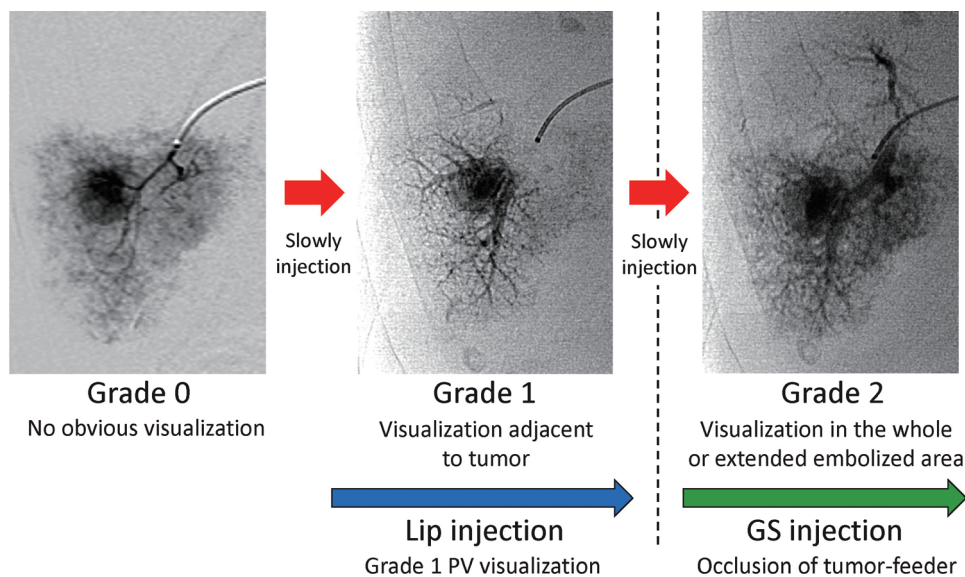 Slowly
injection
Slowly
injection
Grade 0
No obvious visualization
Grade 1
Visualization adjacent
to tumor
Grade 2
Visualization in the whole
or extended embolized area
Lip injection
Grade 1 PV visualization
GS injection
Occlusion of tumor-feeder